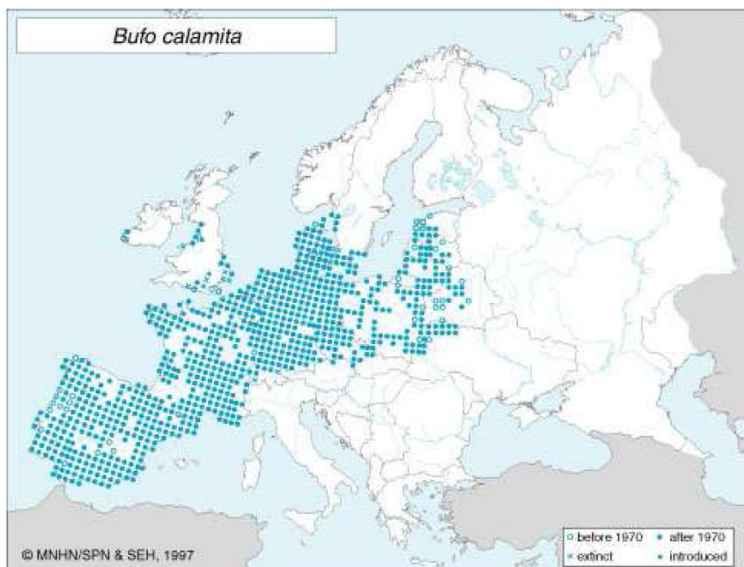 Bufo calamita
before 1970
after 1970
extinct
introduced
© MNHN/SPN & SEH, 1997